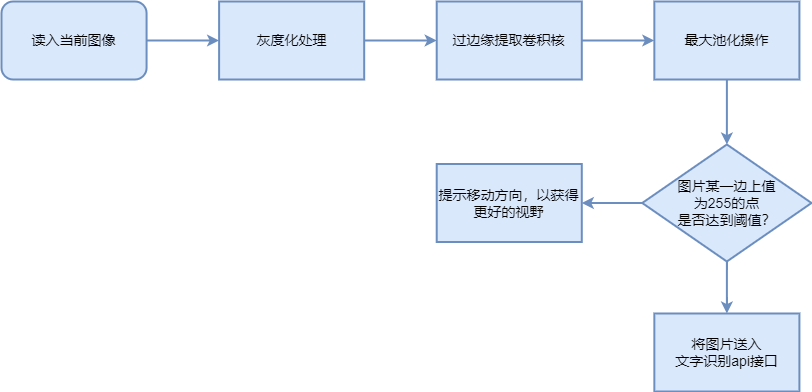 读入当前图像
灰度化处理
过边缘提取卷积核
最大池化操作
图片某一边上值
为255的点
是否达到阈值？
提示移动方向，以获得
更好的视野
将图片送入
文字识别api接口